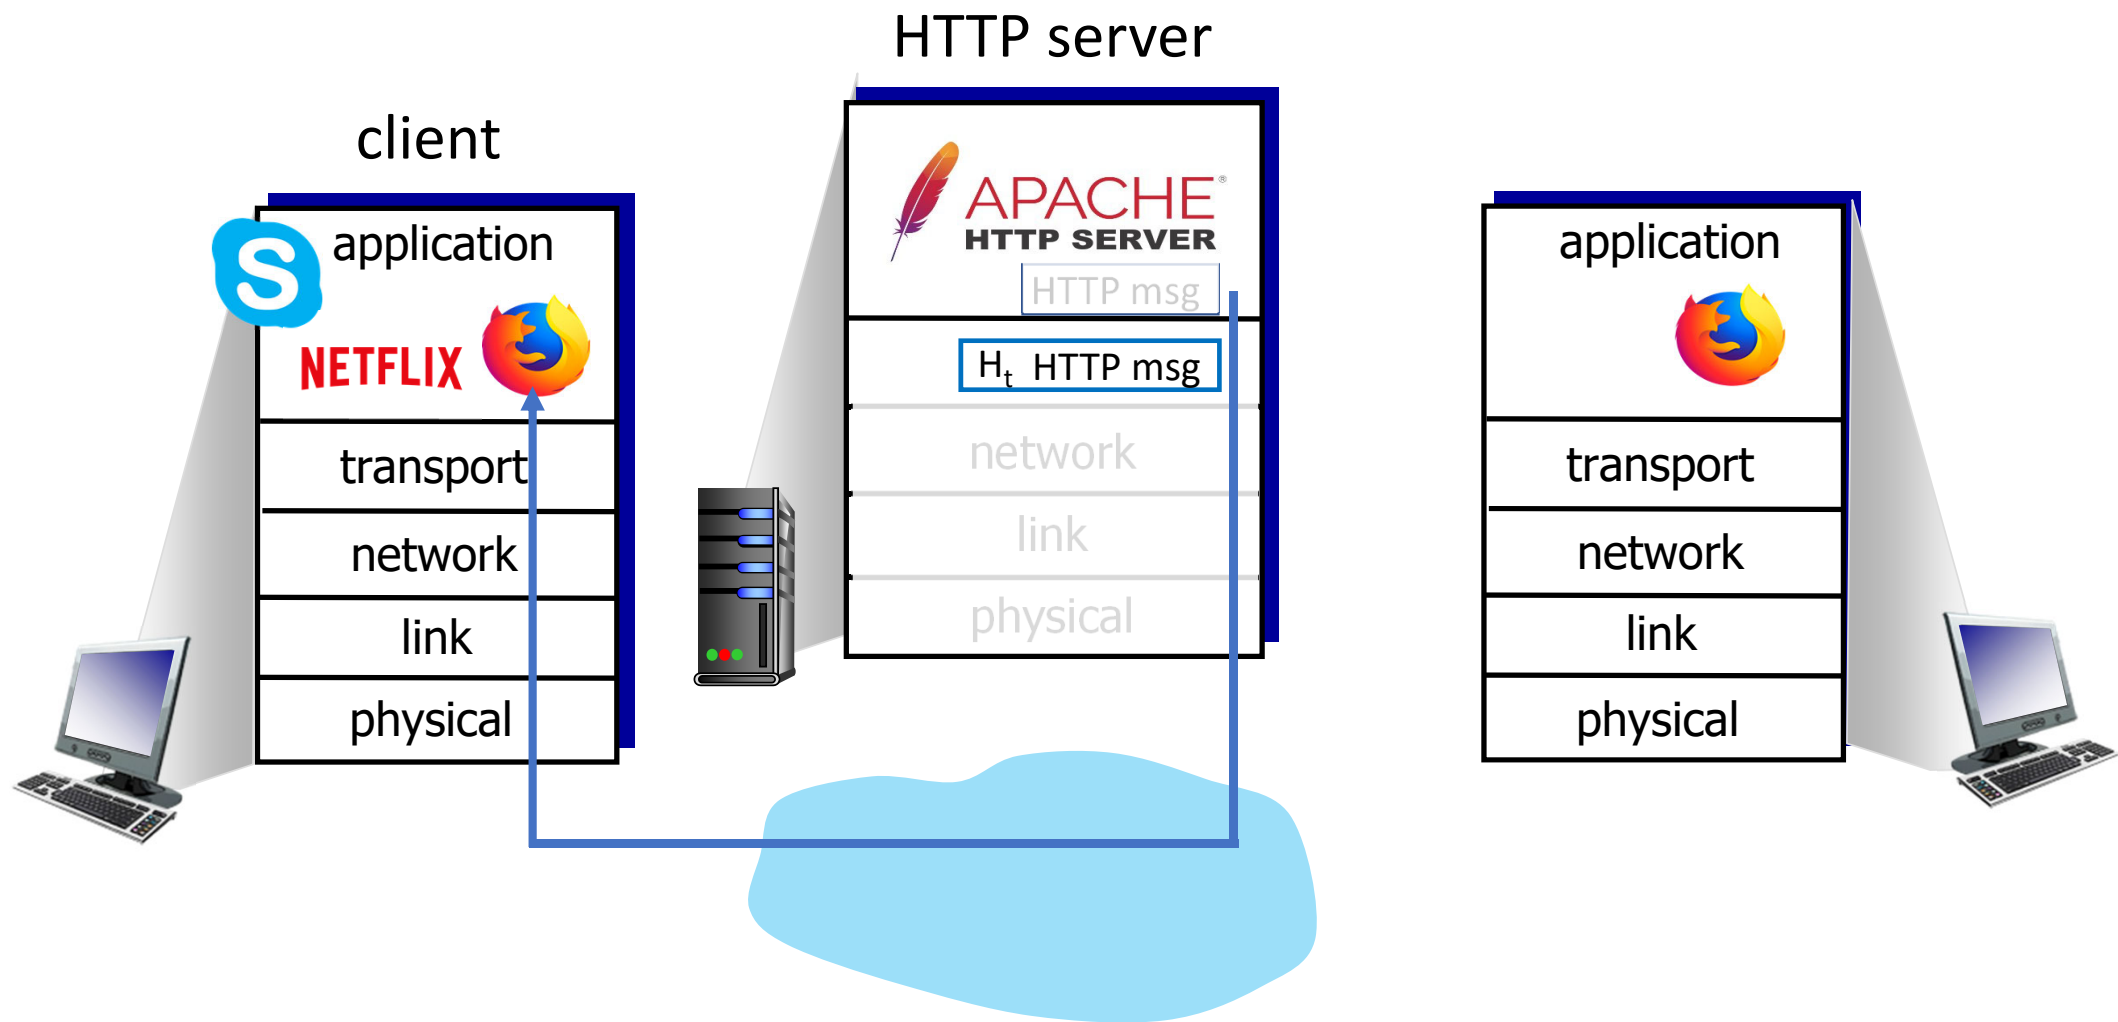 HTTP server
client
application
S
NETFLIX
transport
network
link
physical
APACHE®
HTTP SERVER
HTTP msg
Ht HTTP msg
network
link
physical
application
transport
network
link
physical